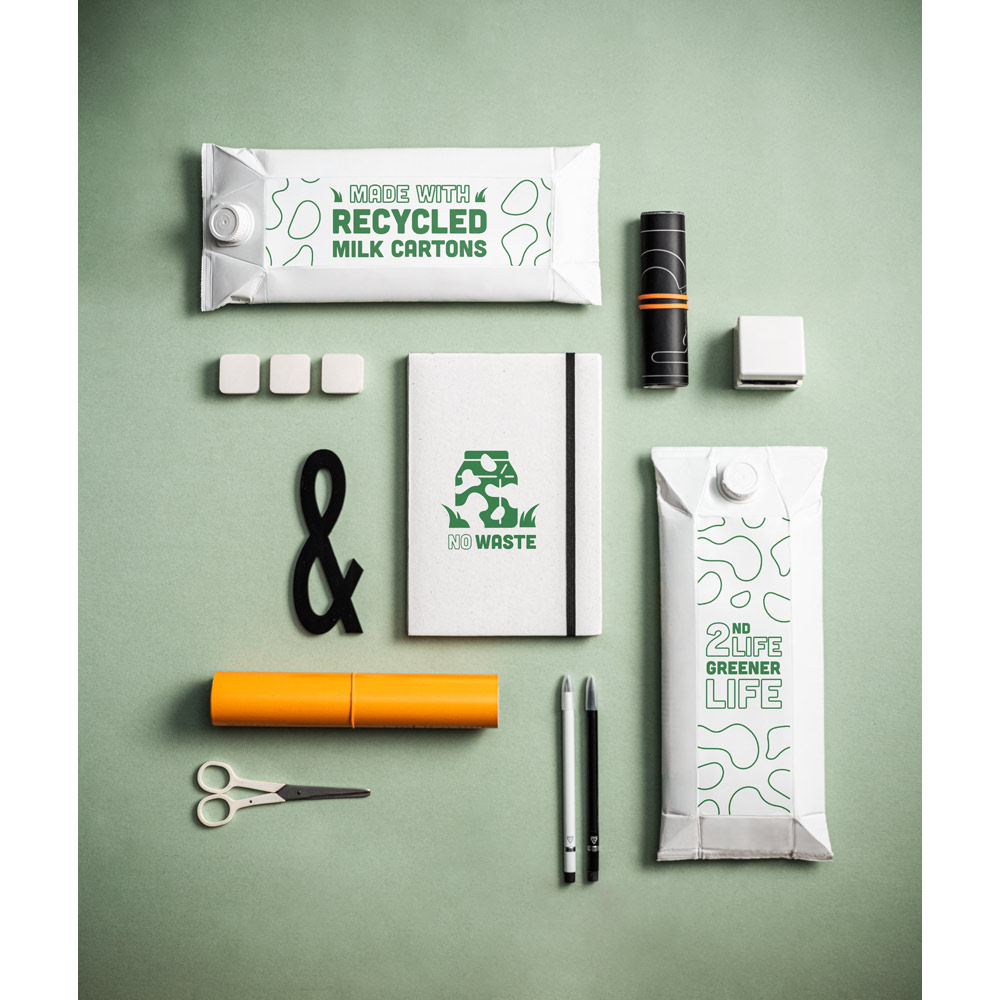 MADE WITH
RECYCLED
MILK CARTONS
NO WASTE
2ND LIFE
GREENER
LIFE
&